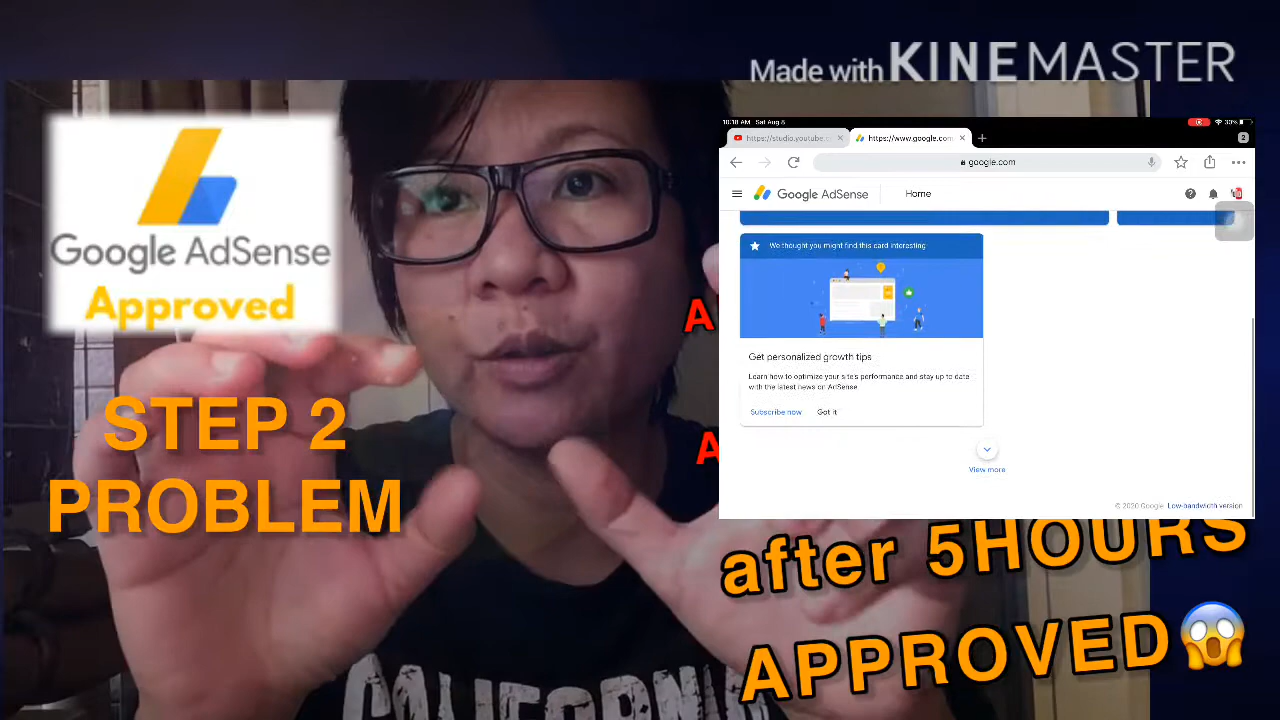 Made with KINEMASTER
Google AdSense
Approved
STEP 2
PROBLEM
10:18 AM Sat Aug 8
30%
https://studio.youtube.
https://www.google.com
2
google.com
Google AdSense
Home
We thought you might find this card interesting
Get personalized growth tips
Learn how to optimize your site's performance and stay up to date
with the latest news on AdSense.
Subscribe now
Got it
View more
© 2020 Google
Low-bandwidth version
A
A
after 5HOURS
APPROVED
CALIFORNIA